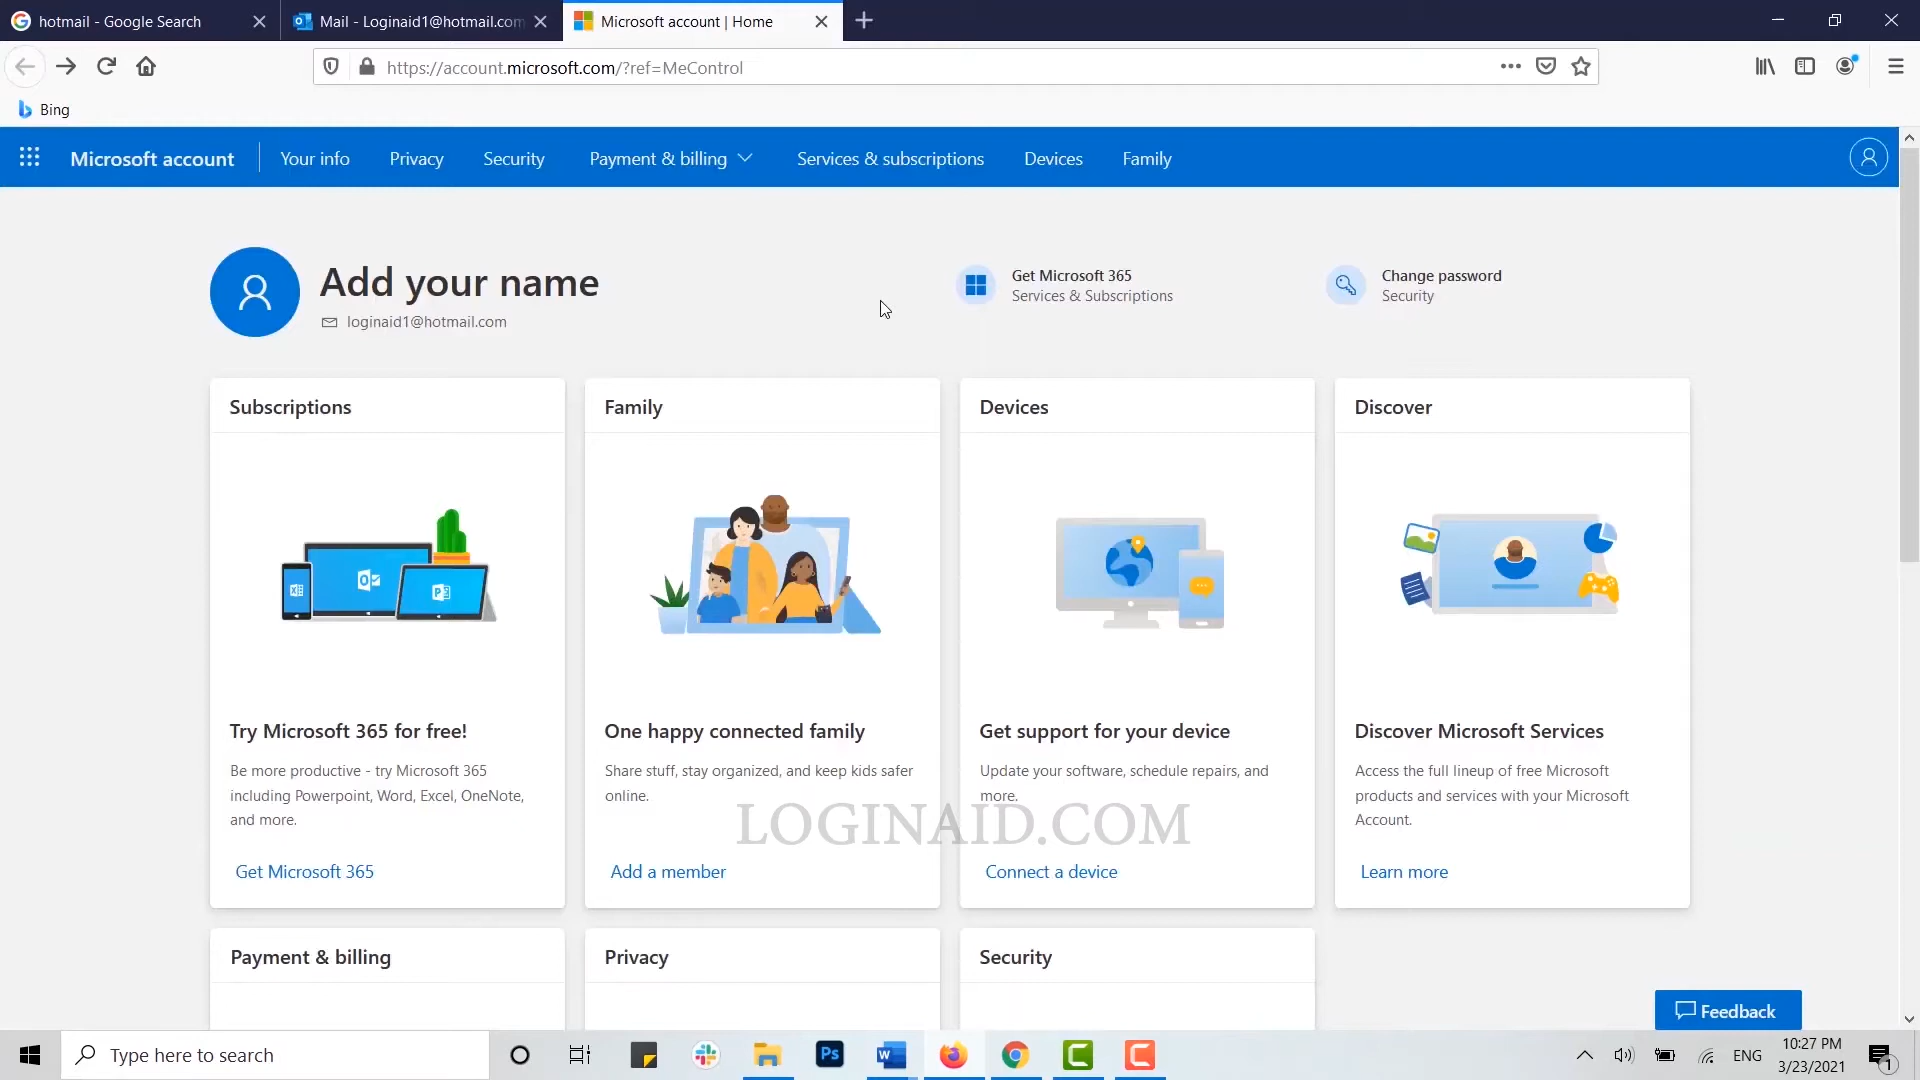 hotmail - Google Search
Mail - Loginaid1@hotmail.com
Microsoft account | Home
https://account.microsoft.com/?ref=MeControl
Bing
Microsoft account
Your info
Privacy
Security
Payment & billing
Services & subscriptions
Devices
Family
Add your name
loginaid1@hotmail.com
Get Microsoft 365
Services & Subscriptions
Change password
Security
Subscriptions
Try Microsoft 365 for free!
Be more productive - try Microsoft 365
including Powerpoint, Word, Excel, OneNote,
and more.
Get Microsoft 365
Family
One happy connected family
Share stuff, stay organized, and keep kids safer
online.
Add a member
Devices
Get support for your device
Update your software, schedule repairs, and
more.
Connect a device
Discover
Discover Microsoft Services
Access the full lineup of free Microsoft
products and services with your Microsoft
Account.
Learn more
LOGINAID.COM
Payment & billing
Privacy
Security
Feedback
Type here to search
Ps
ENG
10:27 PM
3/23/2021
1